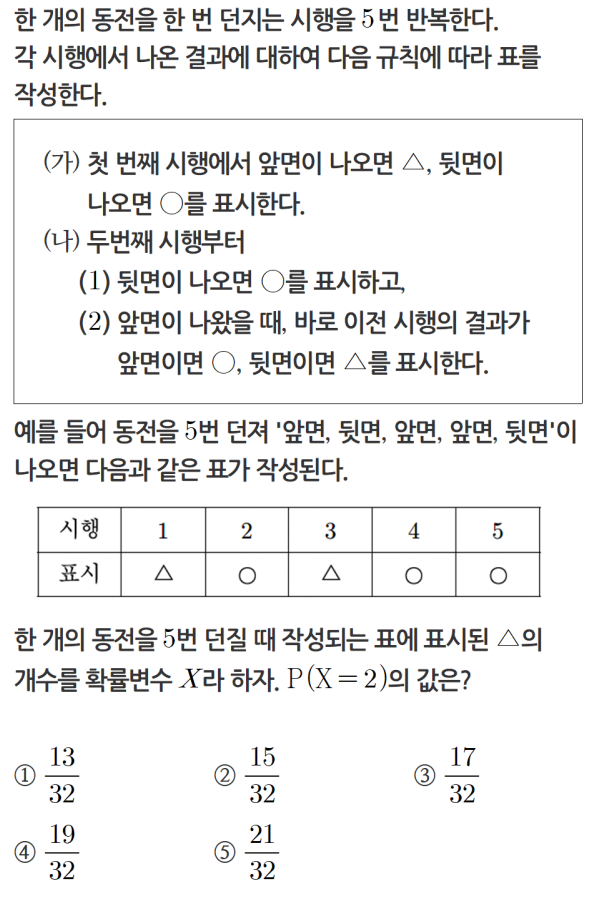 한 개의 동전을 한 번 던지는 시행을 5번 반복한다.
각 시행에서 나온 결과에 대하여 다음 규칙에 따라 표를
작성한다.
(가) 첫 번째 시행에서 앞면이 나오면 △, 뒷면이
나오면 ○를 표시한다.
(나) 두번째 시행부터
(1) 뒷면이 나오면 ○를 표시하고,
(2) 앞면이 나왔을 때, 바로 이전 시행의 결과가
앞면이면 ○, 뒷면이면 △를 표시한다.
예를 들어 동전을 5번 던져 '앞면, 뒷면, 앞면, 앞면, 뒷면'이
나오면 다음과 같은 표가 작성된다.
시행 1 2 3 4 5
표시 △ ○ △ ○ ○
한 개의 동전을 5번 던질 때 작성되는 표에 표시된 △의
개수를 확률변수 X라 하자. P(X=2)의 값은?
① 13/32 ② 15/32 ③ 17/32
④ 19/32 ⑤ 21/32